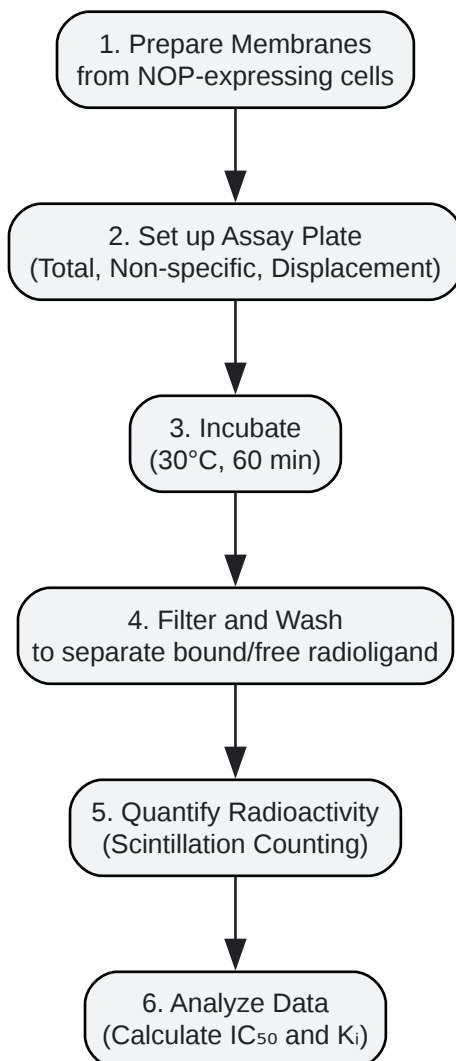 1. Prepare Membranes
from NOP-expressing cells
2. Set up Assay Plate
(Total, Non-specific, Displacement)
3. Incubate
(30°C, 60 min)
4. Filter and Wash
to separate bound/free radioligand
5. Quantify Radioactivity
(Scintillation Counting)
6. Analyze Data
(Calculate IC₅₀ and Kᵢ)